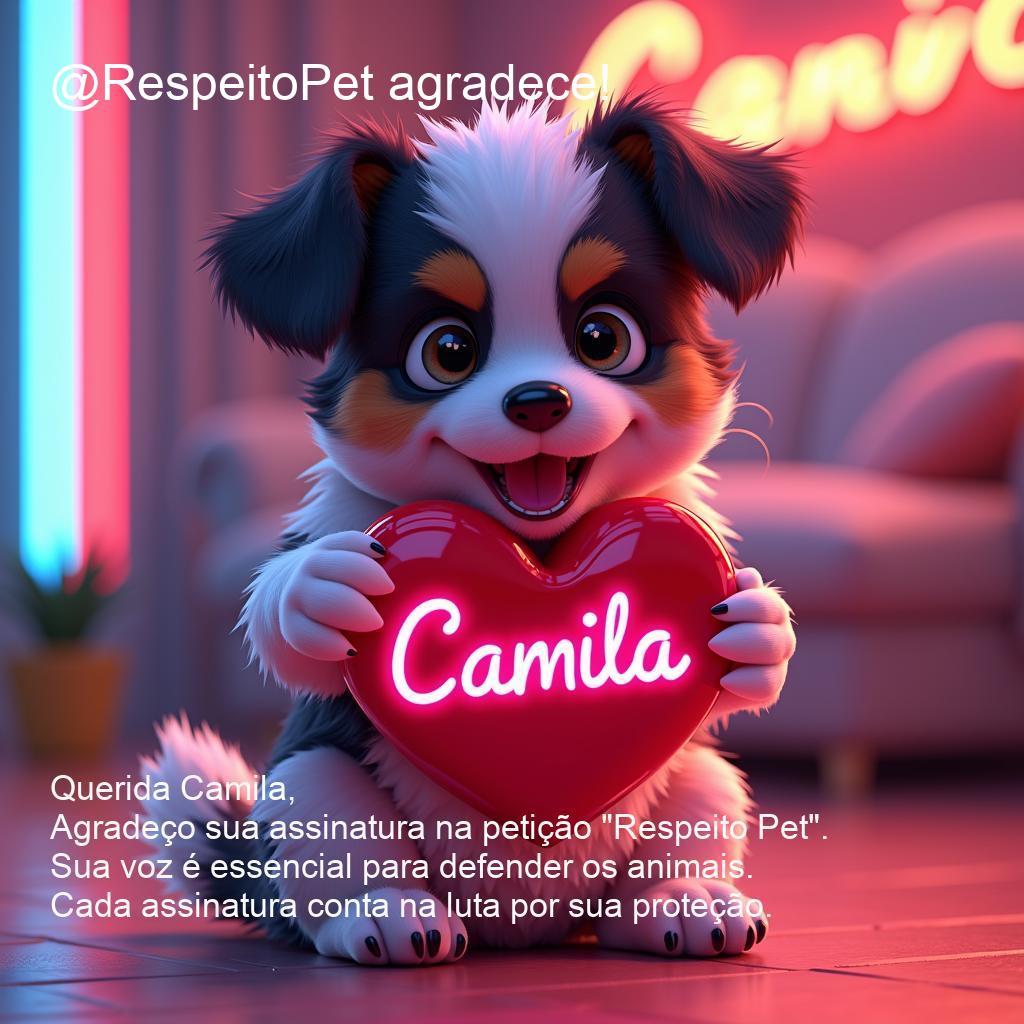 @RespeitoPet agradece!
Camila
Querida Camila,
Agradeço sua assinatura na petição "Respeito Pet".
Sua voz é essencial para defender os animais.
Cada assinatura conta na luta por sua proteção.